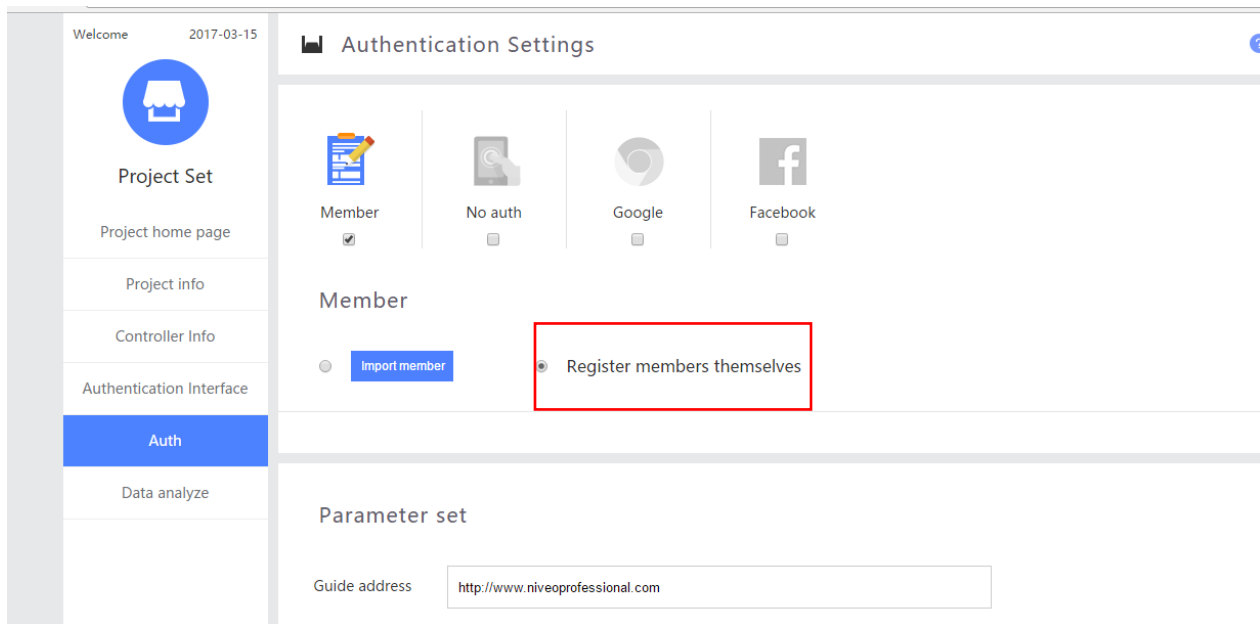 Welcome 2017-03-15
Authentication Settings
?
Project Set
Project home page
Project info
Controller Info
Authentication Interface
Auth
Data analyze
Member No auth Google Facebook
Member
Import member Register members themselves
Parameter set
Guide address http://www.niveoprofessional.com